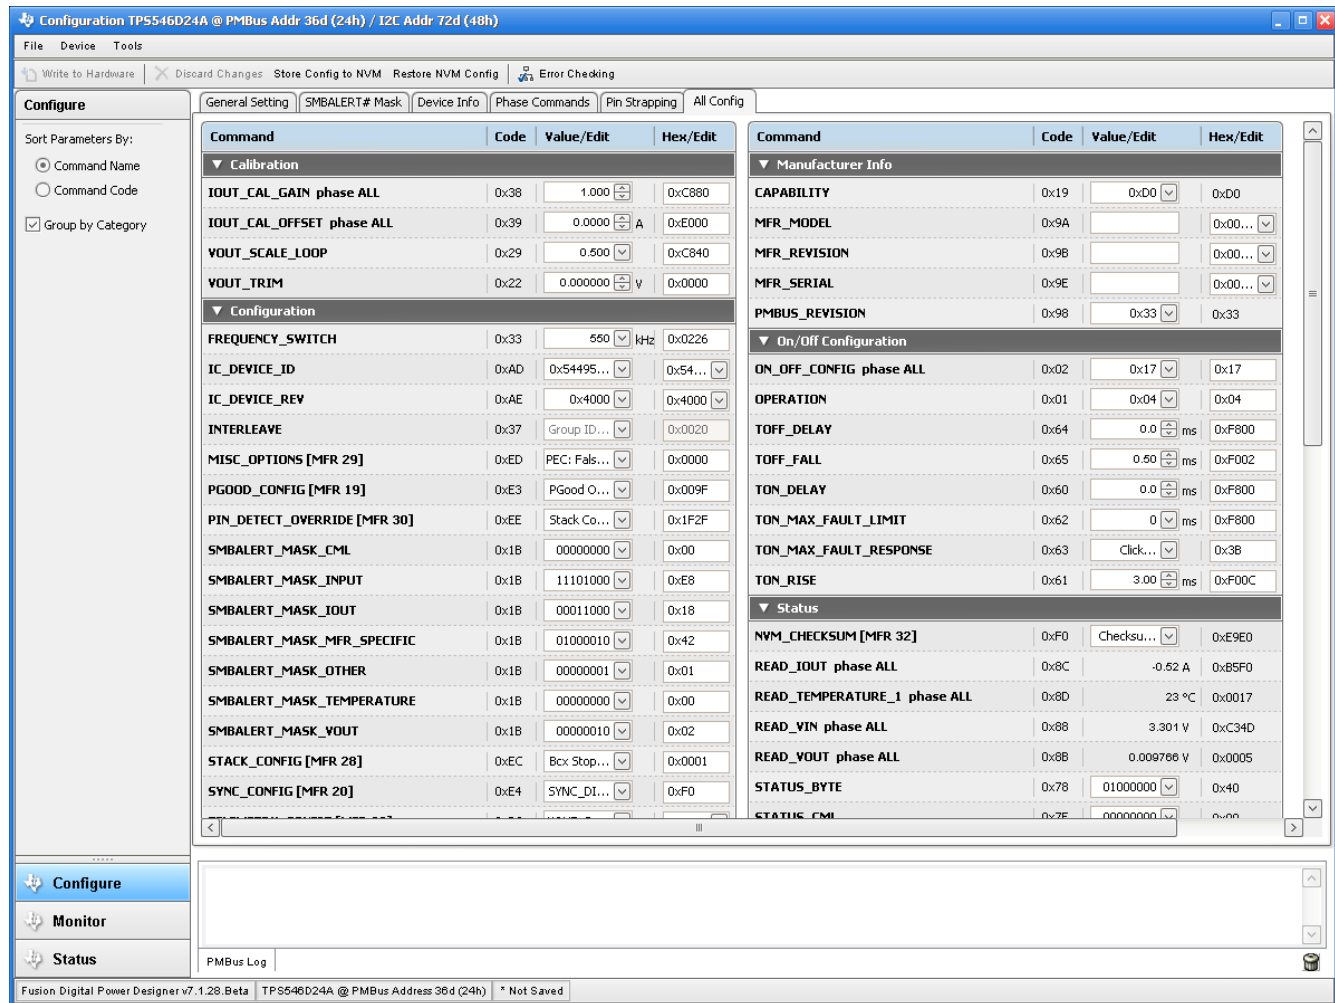 Configuration TPS546D24A @ PMBus Addr 36d (24h) / I2C Addr 72d (48h)
File Device Tools
Write to Hardware Discard Changes Store Config to NVM Restore NVM Config Error Checking
Configure
Sort Parameters By:
Command Name
Command Code
Group by Category
General Setting SMBALERT# Mask Device Info Phase Commands Pin Strapping All Config
Command Code Value/Edit Hex/Edit
Calibration
IOUT_CAL_GAIN phase ALL 0x38 1.000 0xC880
IOUT_CAL_OFFSET phase ALL 0x39 0.0000 A 0xE000
VOUT_SCALE_LOOP 0x29 0.500 0xC840
VOUT_TRIM 0x22 0.000000 V 0x0000
Configuration
FREQUENCY_SWITCH 0x33 550 kHz 0x0226
IC_DEVICE_ID 0xAD 0x54495... 0x54...
IC_DEVICE_REV 0xAE 0x4000 0x4000
INTERLEAVE 0x37 Group ID... 0x0020
MISC_OPTIONS [MFR 29] 0xED PEC: Fals... 0x0000
PGOOD_CONFIG [MFR 19] 0xE3 PGood O... 0x009F
PIN_DETECT_OVERRIDE [MFR 30] 0xEE Stack Co... 0x1F2F
SMBALERT_MASK_CML 0x1B 00000000 0x00
SMBALERT_MASK_INPUT 0x1B 11101000 0xE8
SMBALERT_MASK_IOUT 0x1B 00011000 0x18
SMBALERT_MASK_MFR_SPECIFIC 0x1B 01000010 0x42
SMBALERT_MASK_OTHER 0x1B 00000001 0x01
SMBALERT_MASK_TEMPERATURE 0x1B 00000000 0x00
SMBALERT_MASK_VOUT 0x1B 00000010 0x02
STACK_CONFIG [MFR 28] 0xEC Bcx Stop... 0x0001
SYNC_CONFIG [MFR 20] 0xE4 SYNC_DI... 0xF0
Command Code Value/Edit Hex/Edit
Manufacturer Info
CAPABILITY 0x19 0xD0 0xD0
MFR_MODEL 0x9A 0x00...
MFR_REVISION 0x9B 0x00...
MFR_SERIAL 0x9E 0x00...
PMBUS_REVISION 0x98 0x33 0x33
On/Off Configuration
ON_OFF_CONFIG phase ALL 0x02 0x17 0x17
OPERATION 0x01 0x04 0x04
TOFF_DELAY 0x64 0.0 ms 0xF800
TOFF_FALL 0x65 0.50 ms 0xF002
TON_DELAY 0x60 0.0 ms 0xF800
TON_MAX_FAULT_LIMIT 0x62 0 ms 0xF800
TON_MAX_FAULT_RESPONSE 0x63 Click... 0x3B
TON_RISE 0x61 3.00 ms 0xF00C
Status
NVM_CHECKSUM [MFR 32] 0xF0 Checksu... 0xE9E0
READ_IOUT phase ALL 0x8C -0.52 A 0xB5F0
READ_TEMPERATURE_1 phase ALL 0x8D 23 °C 0x0017
READ_VIN phase ALL 0x88 3.301 V 0xC34D
READ_VOUT phase ALL 0x8B 0.009766 V 0x0005
STATUS_BYTE 0x78 01000000 0x40
STATUS_CML 0x7E 00000000 0x00
Configure
Monitor
Status
PMBus Log
Fusion Digital Power Designer v7.1.28.Beta TPS546D24A @ PMBus Address 36d (24h) * Not Saved